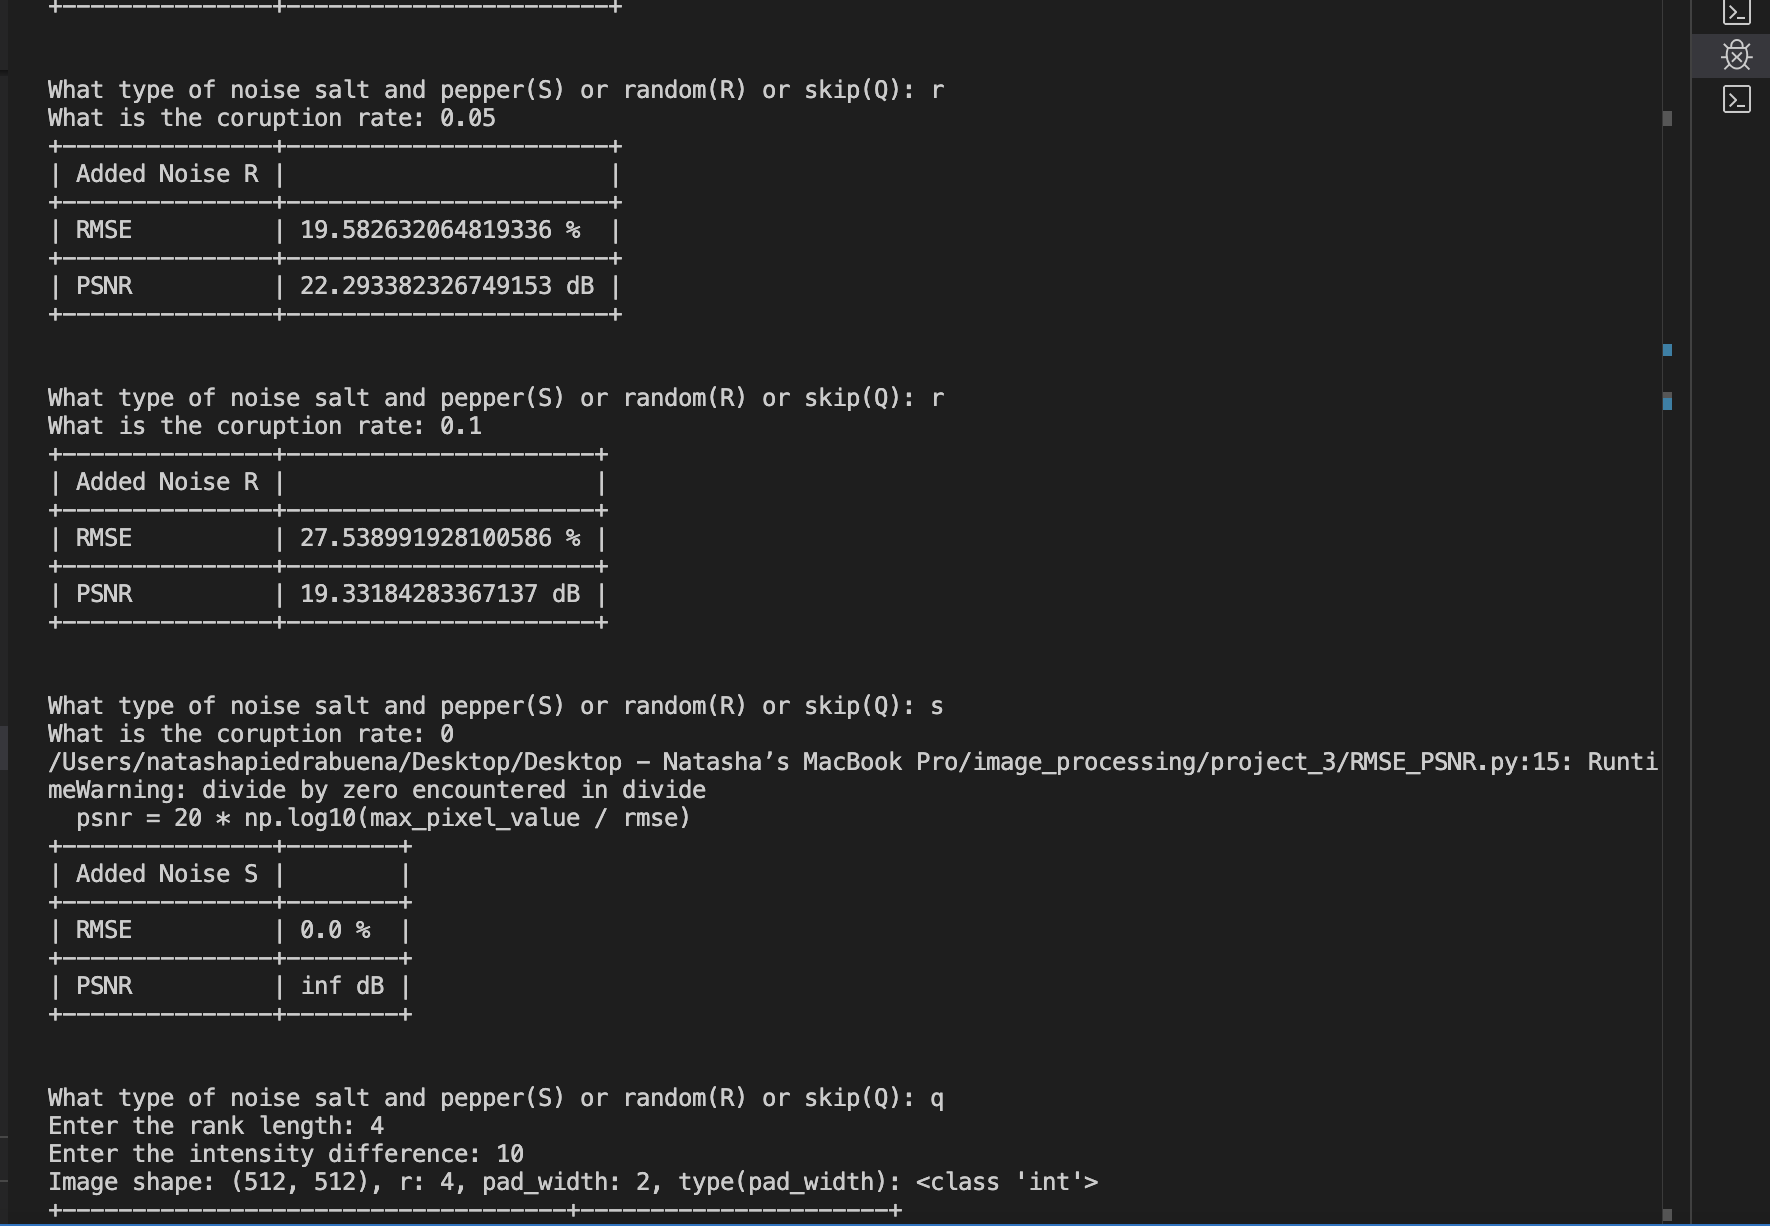 +---------------+-----------------------+
What type of noise salt and pepper(S) or random(R) or skip(Q): r
What is the coruption rate: 0.05
+---------------+-----------------------+
| Added Noise R |                       |
+---------------+-----------------------+
| RMSE          | 19.582632064819336 %  |
+---------------+-----------------------+
| PSNR          | 22.293382326749153 dB |
+---------------+-----------------------+
What type of noise salt and pepper(S) or random(R) or skip(Q): r
What is the coruption rate: 0.1
+---------------+----------------------+
| Added Noise R |                      |
+---------------+----------------------+
| RMSE          | 27.538991928100586 % |
+---------------+----------------------+
| PSNR          | 19.33184283367137 dB |
+---------------+----------------------+
What type of noise salt and pepper(S) or random(R) or skip(Q): s
What is the coruption rate: 0
/Users/natashapiedrabuena/Desktop/Desktop – Natasha’s MacBook Pro/image_processing/project_3/RMSE_PSNR.py:15: Runti
meWarning: divide by zero encountered in divide
  psnr = 20 * np.log10(max_pixel_value / rmse)
+---------------+--------+
| Added Noise S |        |
+---------------+--------+
| RMSE          | 0.0 %  |
+---------------+--------+
| PSNR          | inf dB |
+---------------+--------+
What type of noise salt and pepper(S) or random(R) or skip(Q): q
Enter the rank length: 4
Enter the intensity difference: 10
Image shape: (512, 512), r: 4, pad_width: 2, type(pad_width): <class 'int'>
+------------------------------------+----------------------+